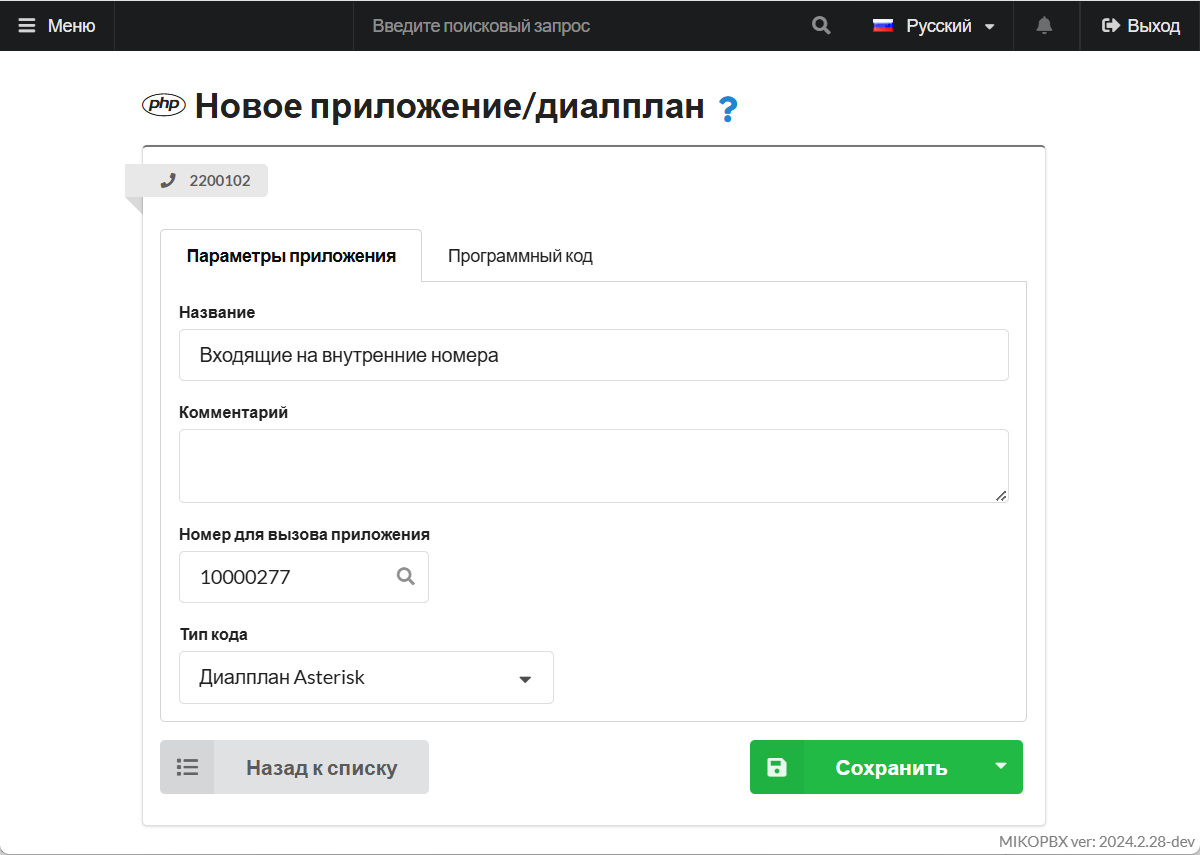 Меню Введите поисковый запрос Русский Выход
php Новое приложение/диалплан ?
2200102
Параметры приложения Программный код
Название
Входящие на внутренние номера
Комментарий
Номер для вызова приложения
10000277
Тип кода
Диалплан Asterisk
Назад к списку Сохранить
MIKOPBX ver: 2024.2.28-dev